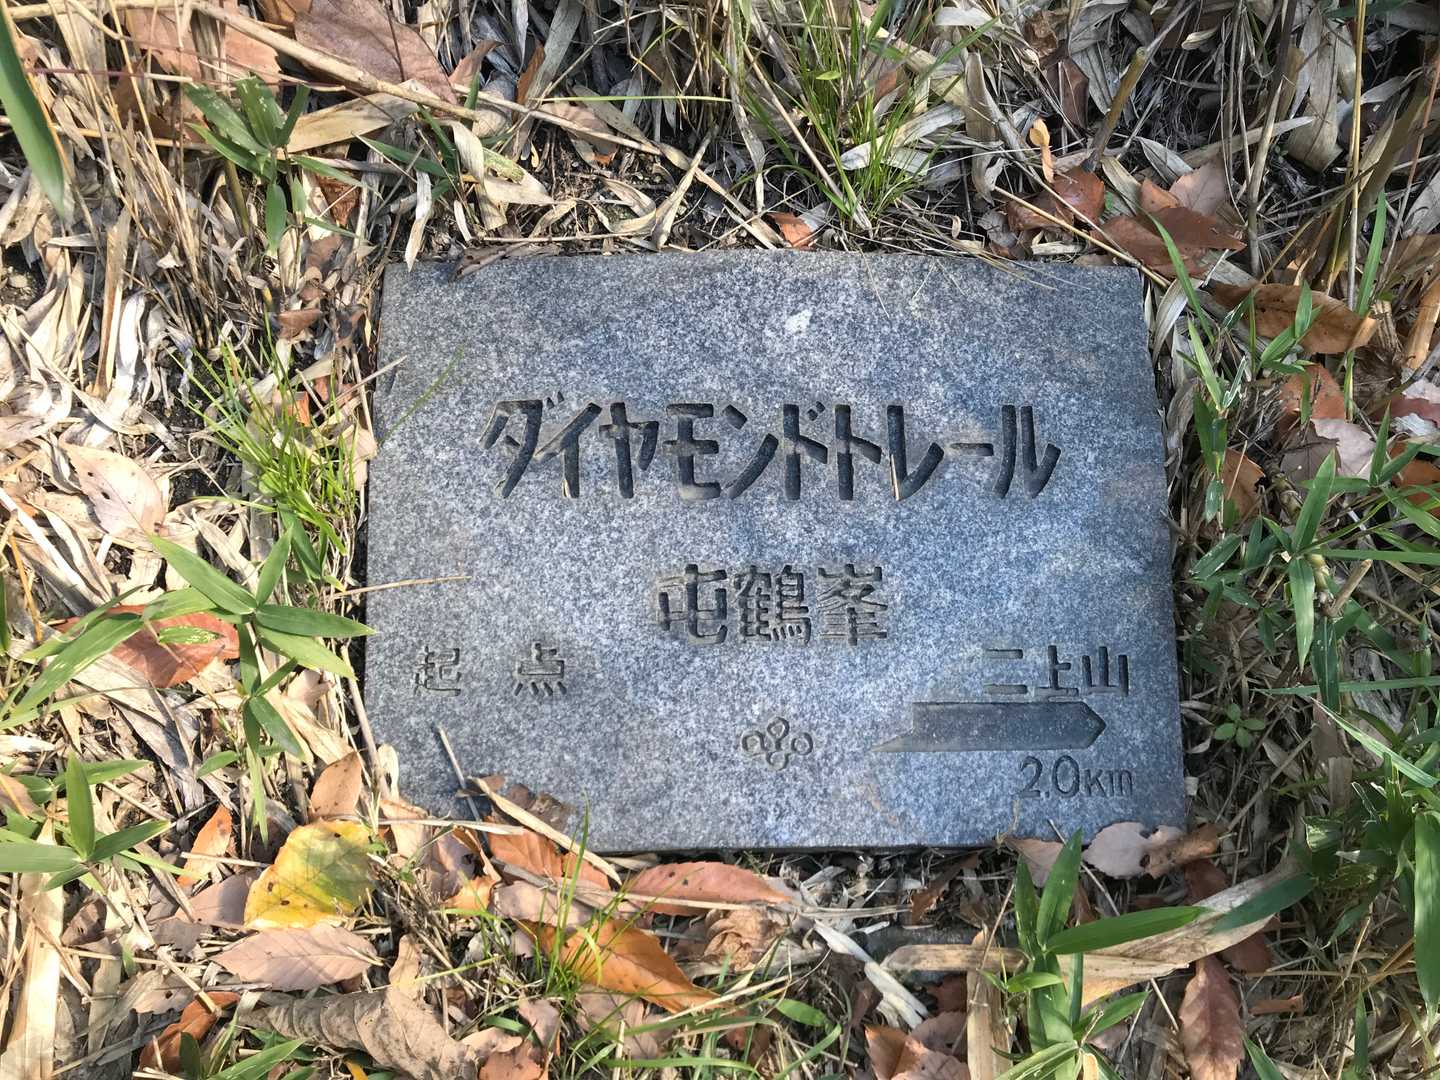 ダイヤモンドトレール
屯鶴峯
起点
二上山
2.0km